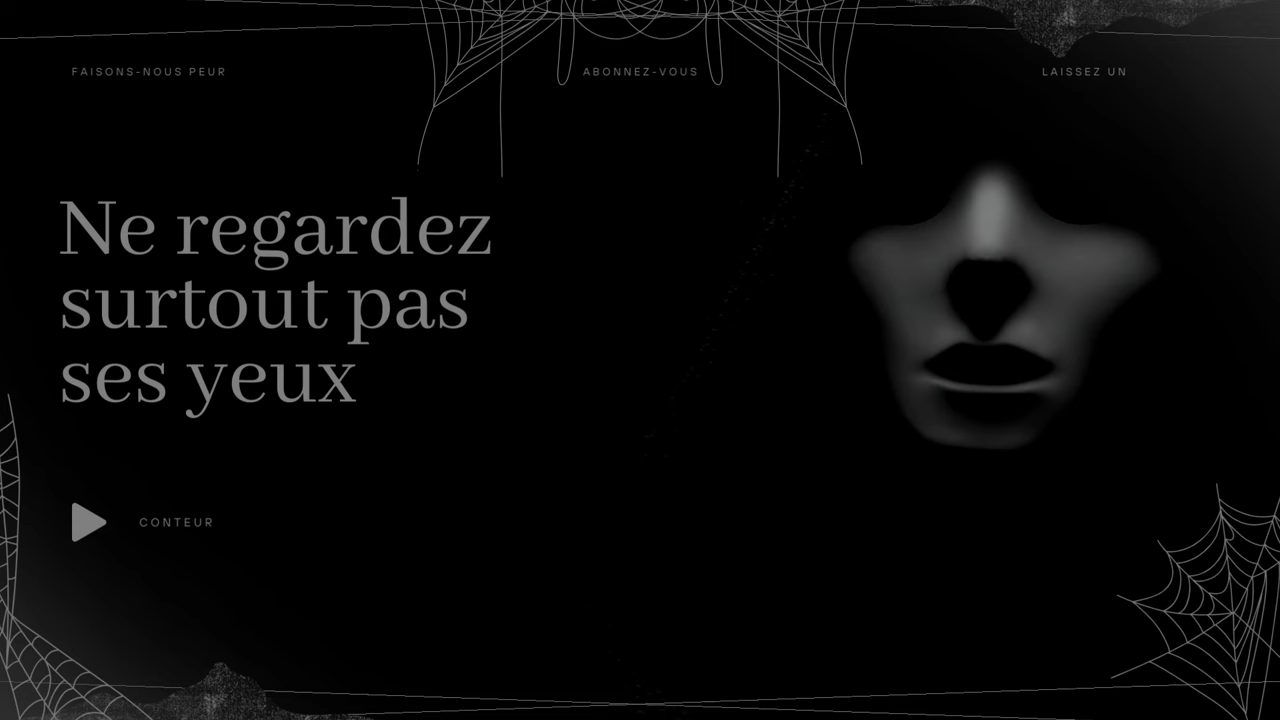 FAISONS-NOUS PEUR
ABONNEZ-VOUS
LAISSEZ UN
Ne regardez
surtout pas
ses yeux
CONTEUR